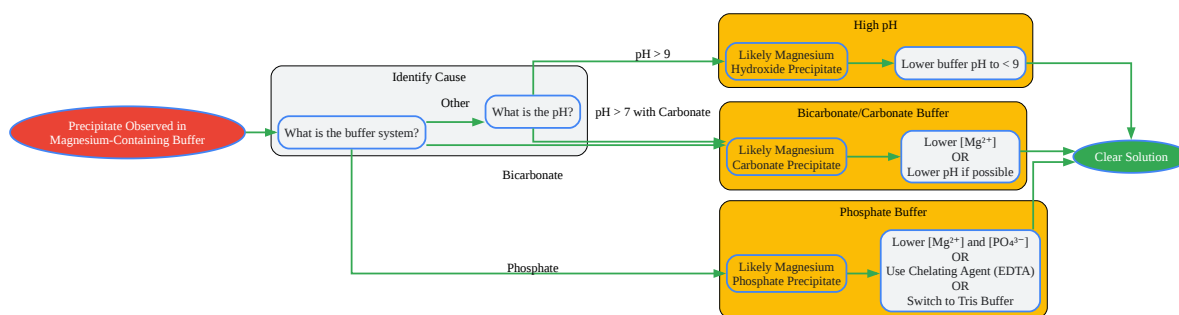 High pH
pH > 9
Likely Magnesium
Hydroxide Precipitate
Lower buffer pH to < 9
Identify Cause
Other
What is the pH?
pH > 7 with Carbonate
Bicarbonate/Carbonate Buffer
Precipitate Observed in
Magnesium-Containing Buffer
What is the buffer system?
Likely Magnesium
Carbonate Precipitate
Lower [Mg²⁺]
OR
Lower pH if possible
Clear Solution
Bicarbonate
Phosphate Buffer
Phosphate
Likely Magnesium
Phosphate Precipitate
Lower [Mg²⁺] and [PO₄³⁻]
OR
Use Chelating Agent (EDTA)
OR
Switch to Tris Buffer